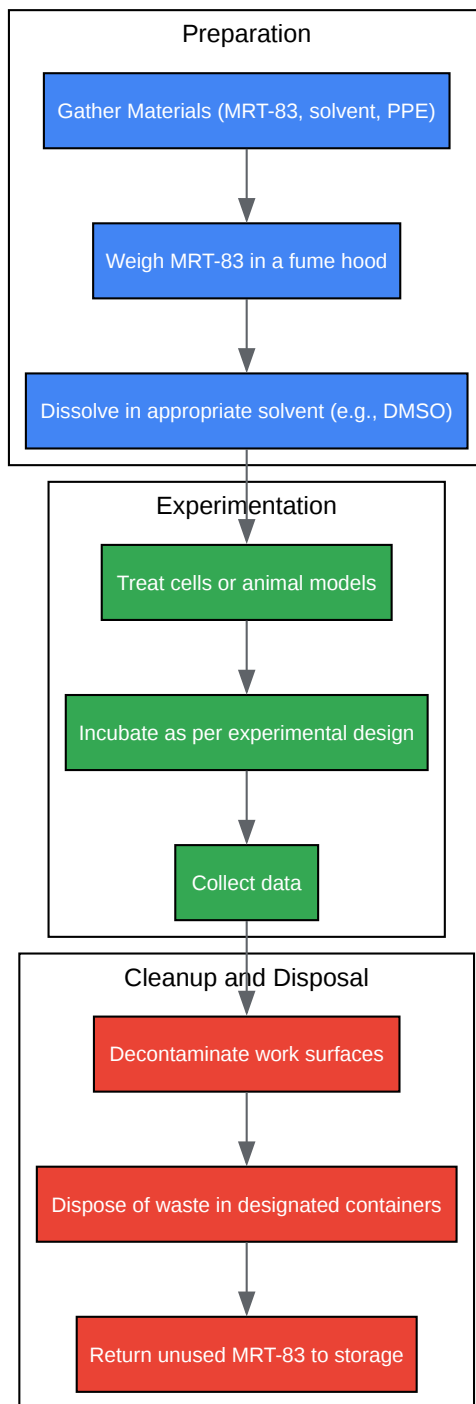 Preparation
Gather Materials (MRT-83, solvent, PPE)
Weigh MRT-83 in a fume hood
Dissolve in appropriate solvent (e.g., DMSO)
Experimentation
Treat cells or animal models
Incubate as per experimental design
Collect data
Cleanup and Disposal
Decontaminate work surfaces
Dispose of waste in designated containers
Return unused MRT-83 to storage